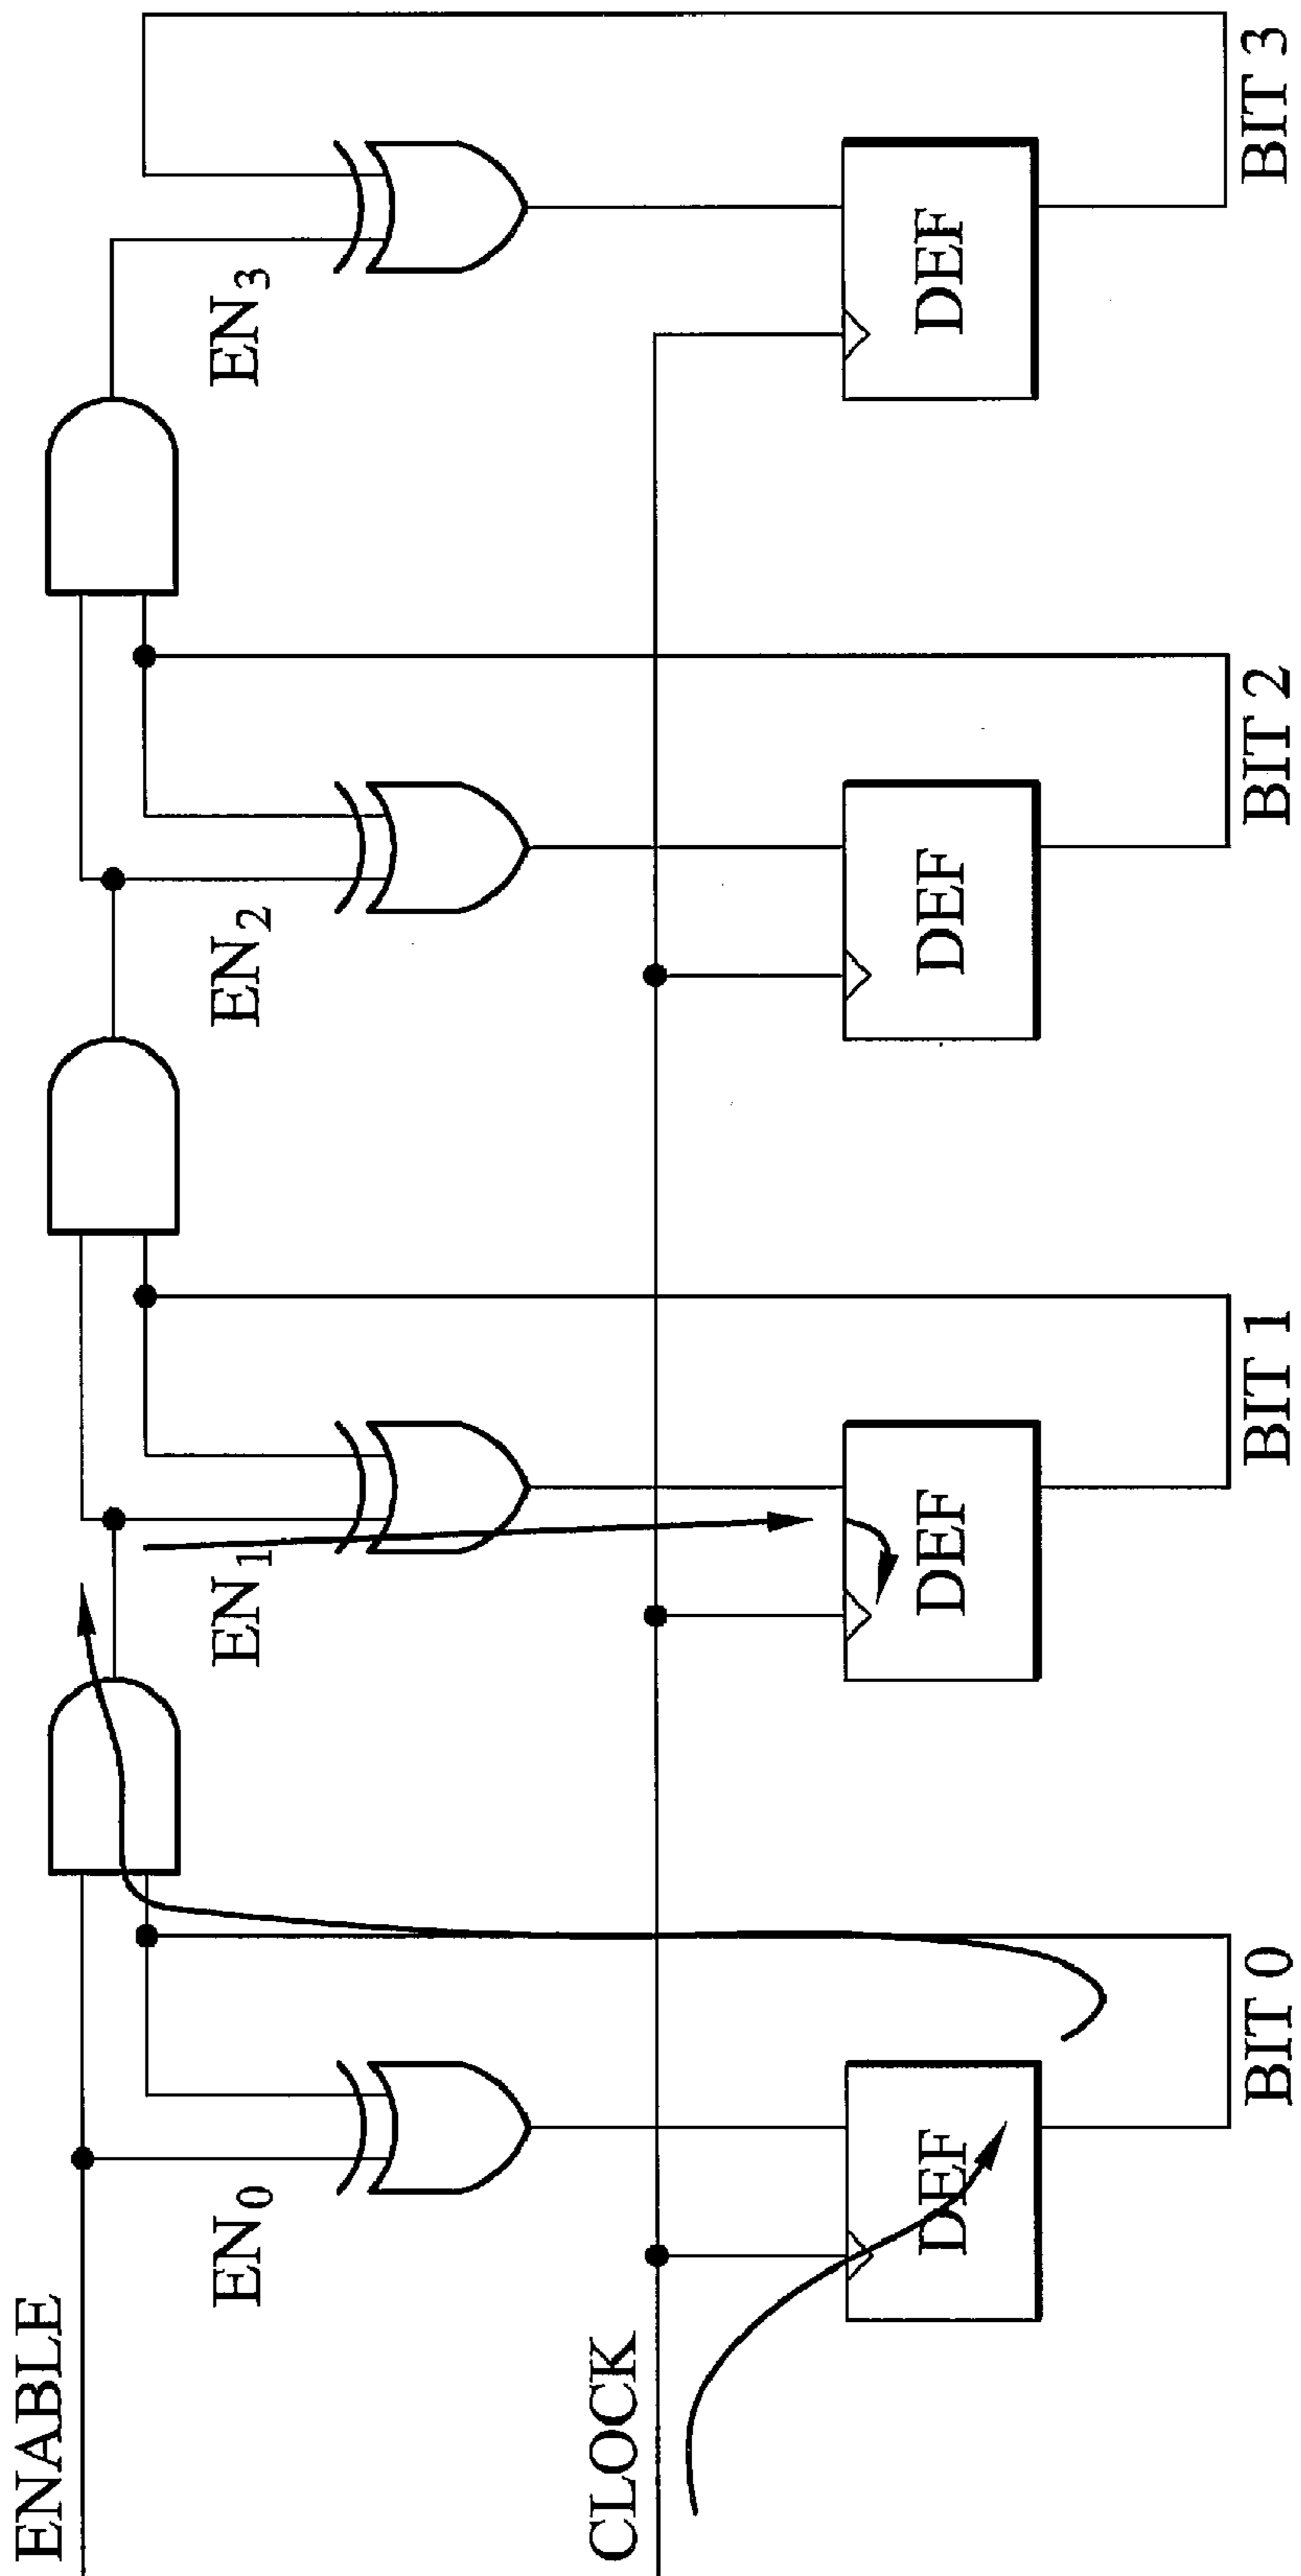 ENABLE
EN0
EN1
EN2
EN3
CLOCK
DEF
DEF
DEF
DEF
BIT 0
BIT 1
BIT 2
BIT 3